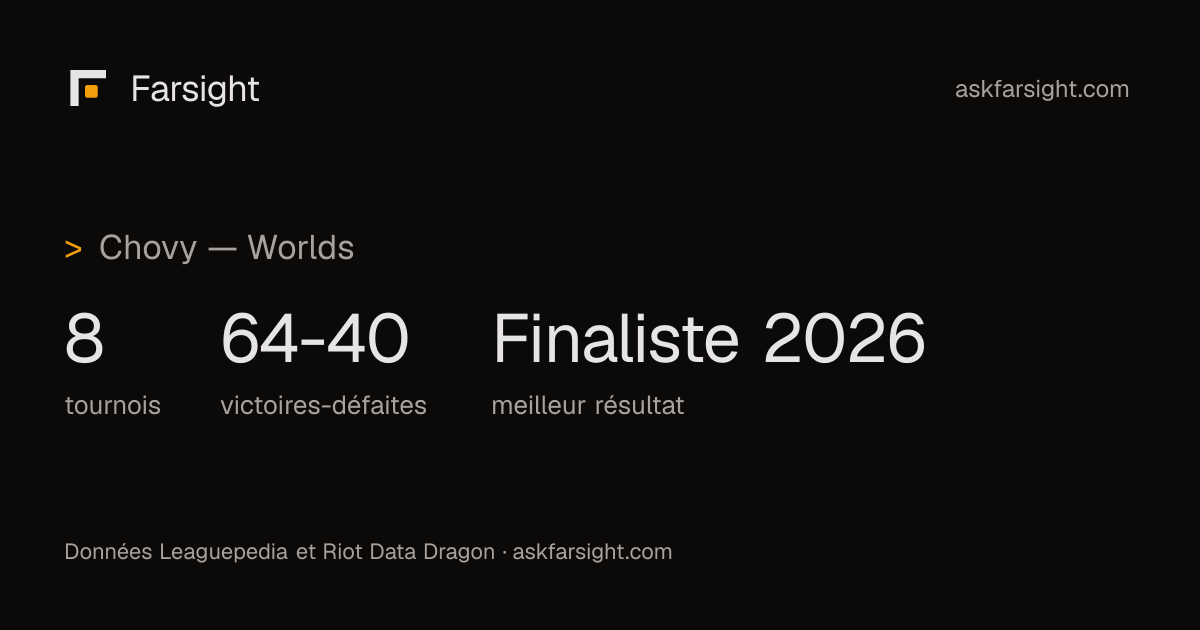 Farsight
askfarsight.com
> Chovy — Worlds
8
64-40
Finaliste 2026
tournois
victoires-défaites
meilleur résultat
Données Leaguepedia et Riot Data Dragon · askfarsight.com